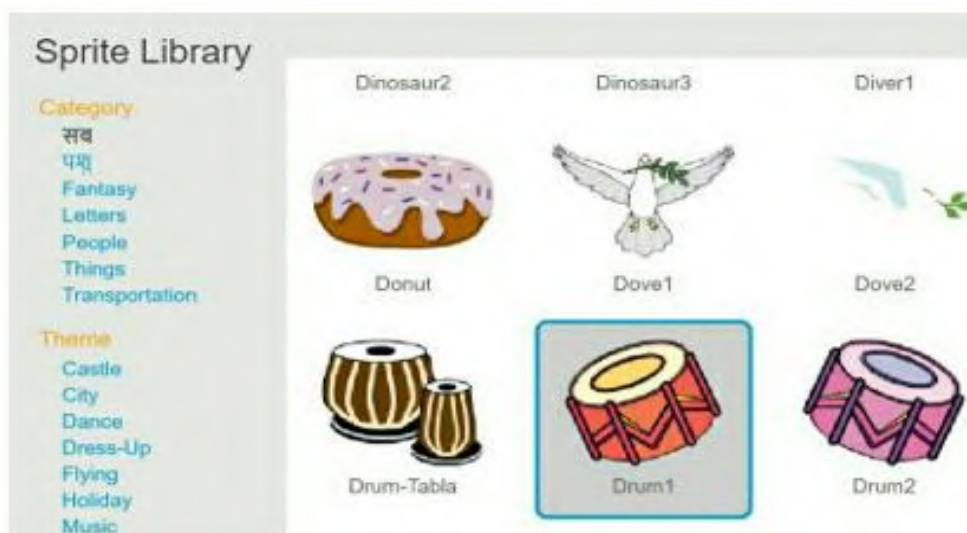 Sprite Library
Category
सब
पशु
Fantasy
Letters
People
Things
Transportation
Theme
Castle
City
Dance
Dress-Up
Flying
Holiday
Music
Dinosaur2
Dinosaur3
Diver1
Donut
Dove1
Dove2
Drum-Tabla
Drum1
Drum2